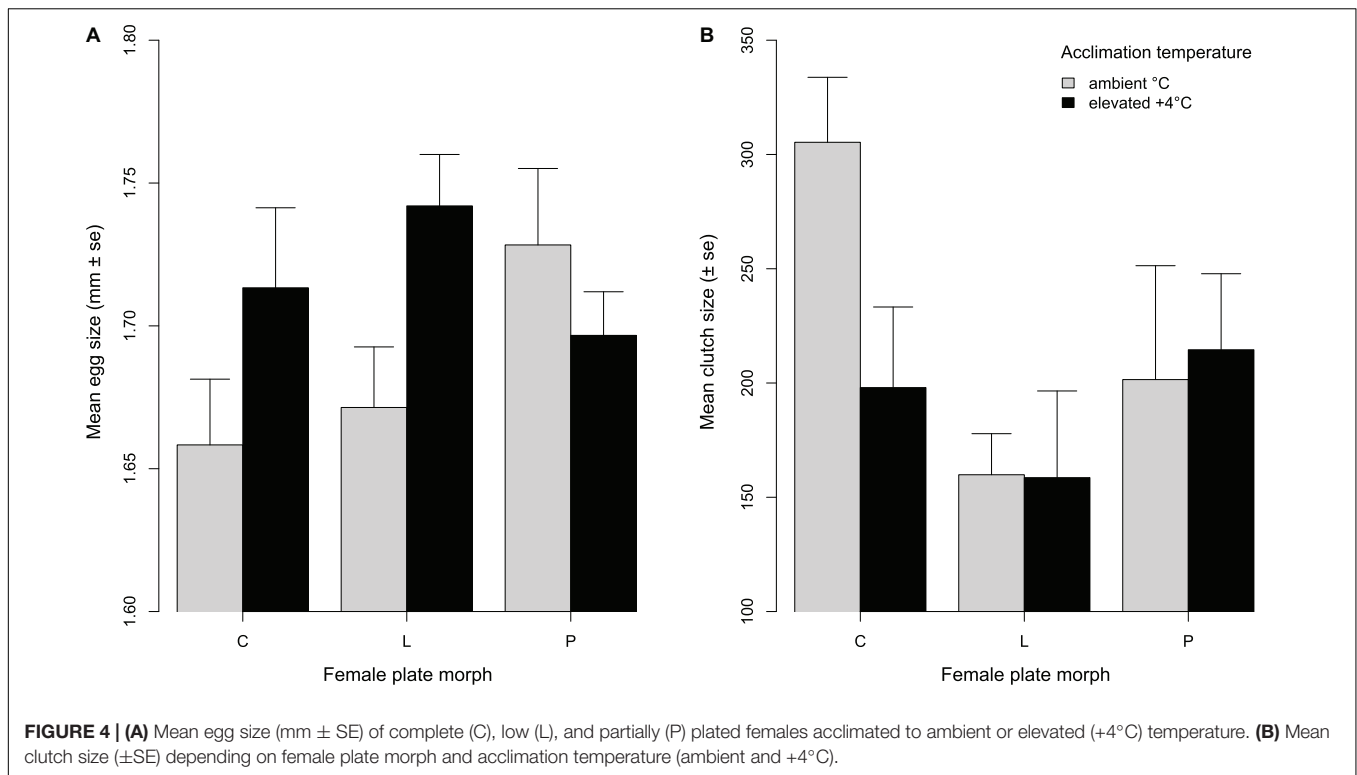 A
Mean egg size (mm ± se)
1.80
1.75
1.70
1.65
1.60
C L P
Female plate morph
B
Mean clutch size (± se)
350
300
250
200
150
100
C L P
Female plate morph
Acclimation temperature
ambient °C
elevated +4°C
FIGURE 4 | (A) Mean egg size (mm ± SE) of complete (C), low (L), and partially (P) plated females acclimated to ambient or elevated (+4°C) temperature. (B) Mean
clutch size (±SE) depending on female plate morph and acclimation temperature (ambient and +4°C).